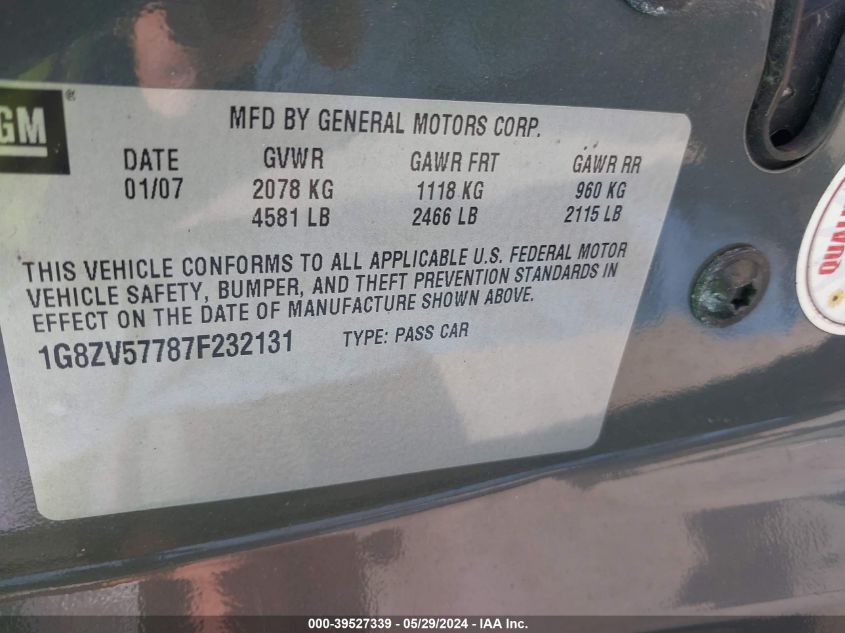 GM®
MFD BY GENERAL MOTORS CORP.
DATE GVWR GAWR FRT GAWR RR
01/07 2078 KG 1118 KG 960 KG
4581 LB 2466 LB 2115 LB
THIS VEHICLE CONFORMS TO ALL APPLICABLE U.S. FEDERAL MOTOR
VEHICLE SAFETY, BUMPER, AND THEFT PREVENTION STANDARDS IN
EFFECT ON THE DATE OF MANUFACTURE SHOWN ABOVE.
1G8ZV57787F232131 TYPE: PASS CAR
000-39527339 - 05/29/2024 - IAA Inc.